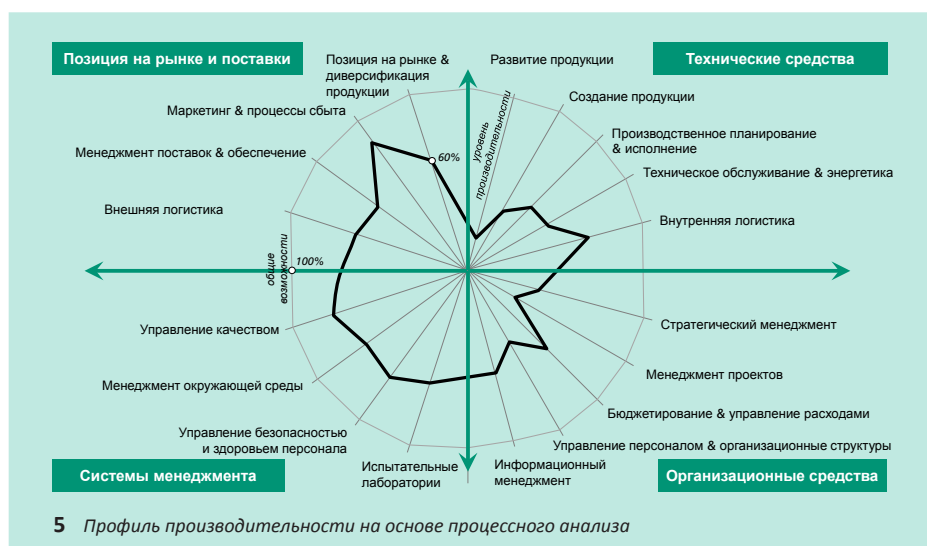 Позиция на рынке и поставки
Позиция на рынке &
диверсификация
продукции
Развитие продукции
Технические средства
Маркетинг & процессы сбыта
Создание продукции
Менеджмент поставок & обеспечение
60%
уровень
производительности
Производственное планирование
& исполнение
Техническое обслуживание & энергетика
Внешняя логистика
Внутренняя логистика
общие
возможности
100%
Управление качеством
Стратегический менеджмент
Менеджмент окружающей среды
Менеджмент проектов
Бюджетирование & управление расходами
Управление безопасностью
и здоровьем персонала
Управление персоналом & организационные структуры
Испытательные
лаборатории
Информационный
менеджмент
Системы менеджмента
Организационные средства
5 Профиль производительности на основе процессного анализа